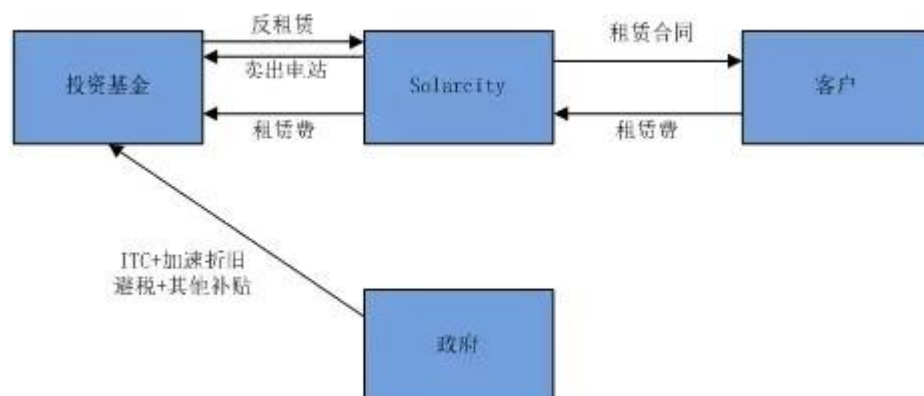 反租赁
卖出电站
租赁合同
投资基金
Solarcity
客户
租赁费
租赁费
ITC+加速折旧
避税+其他补贴
政府